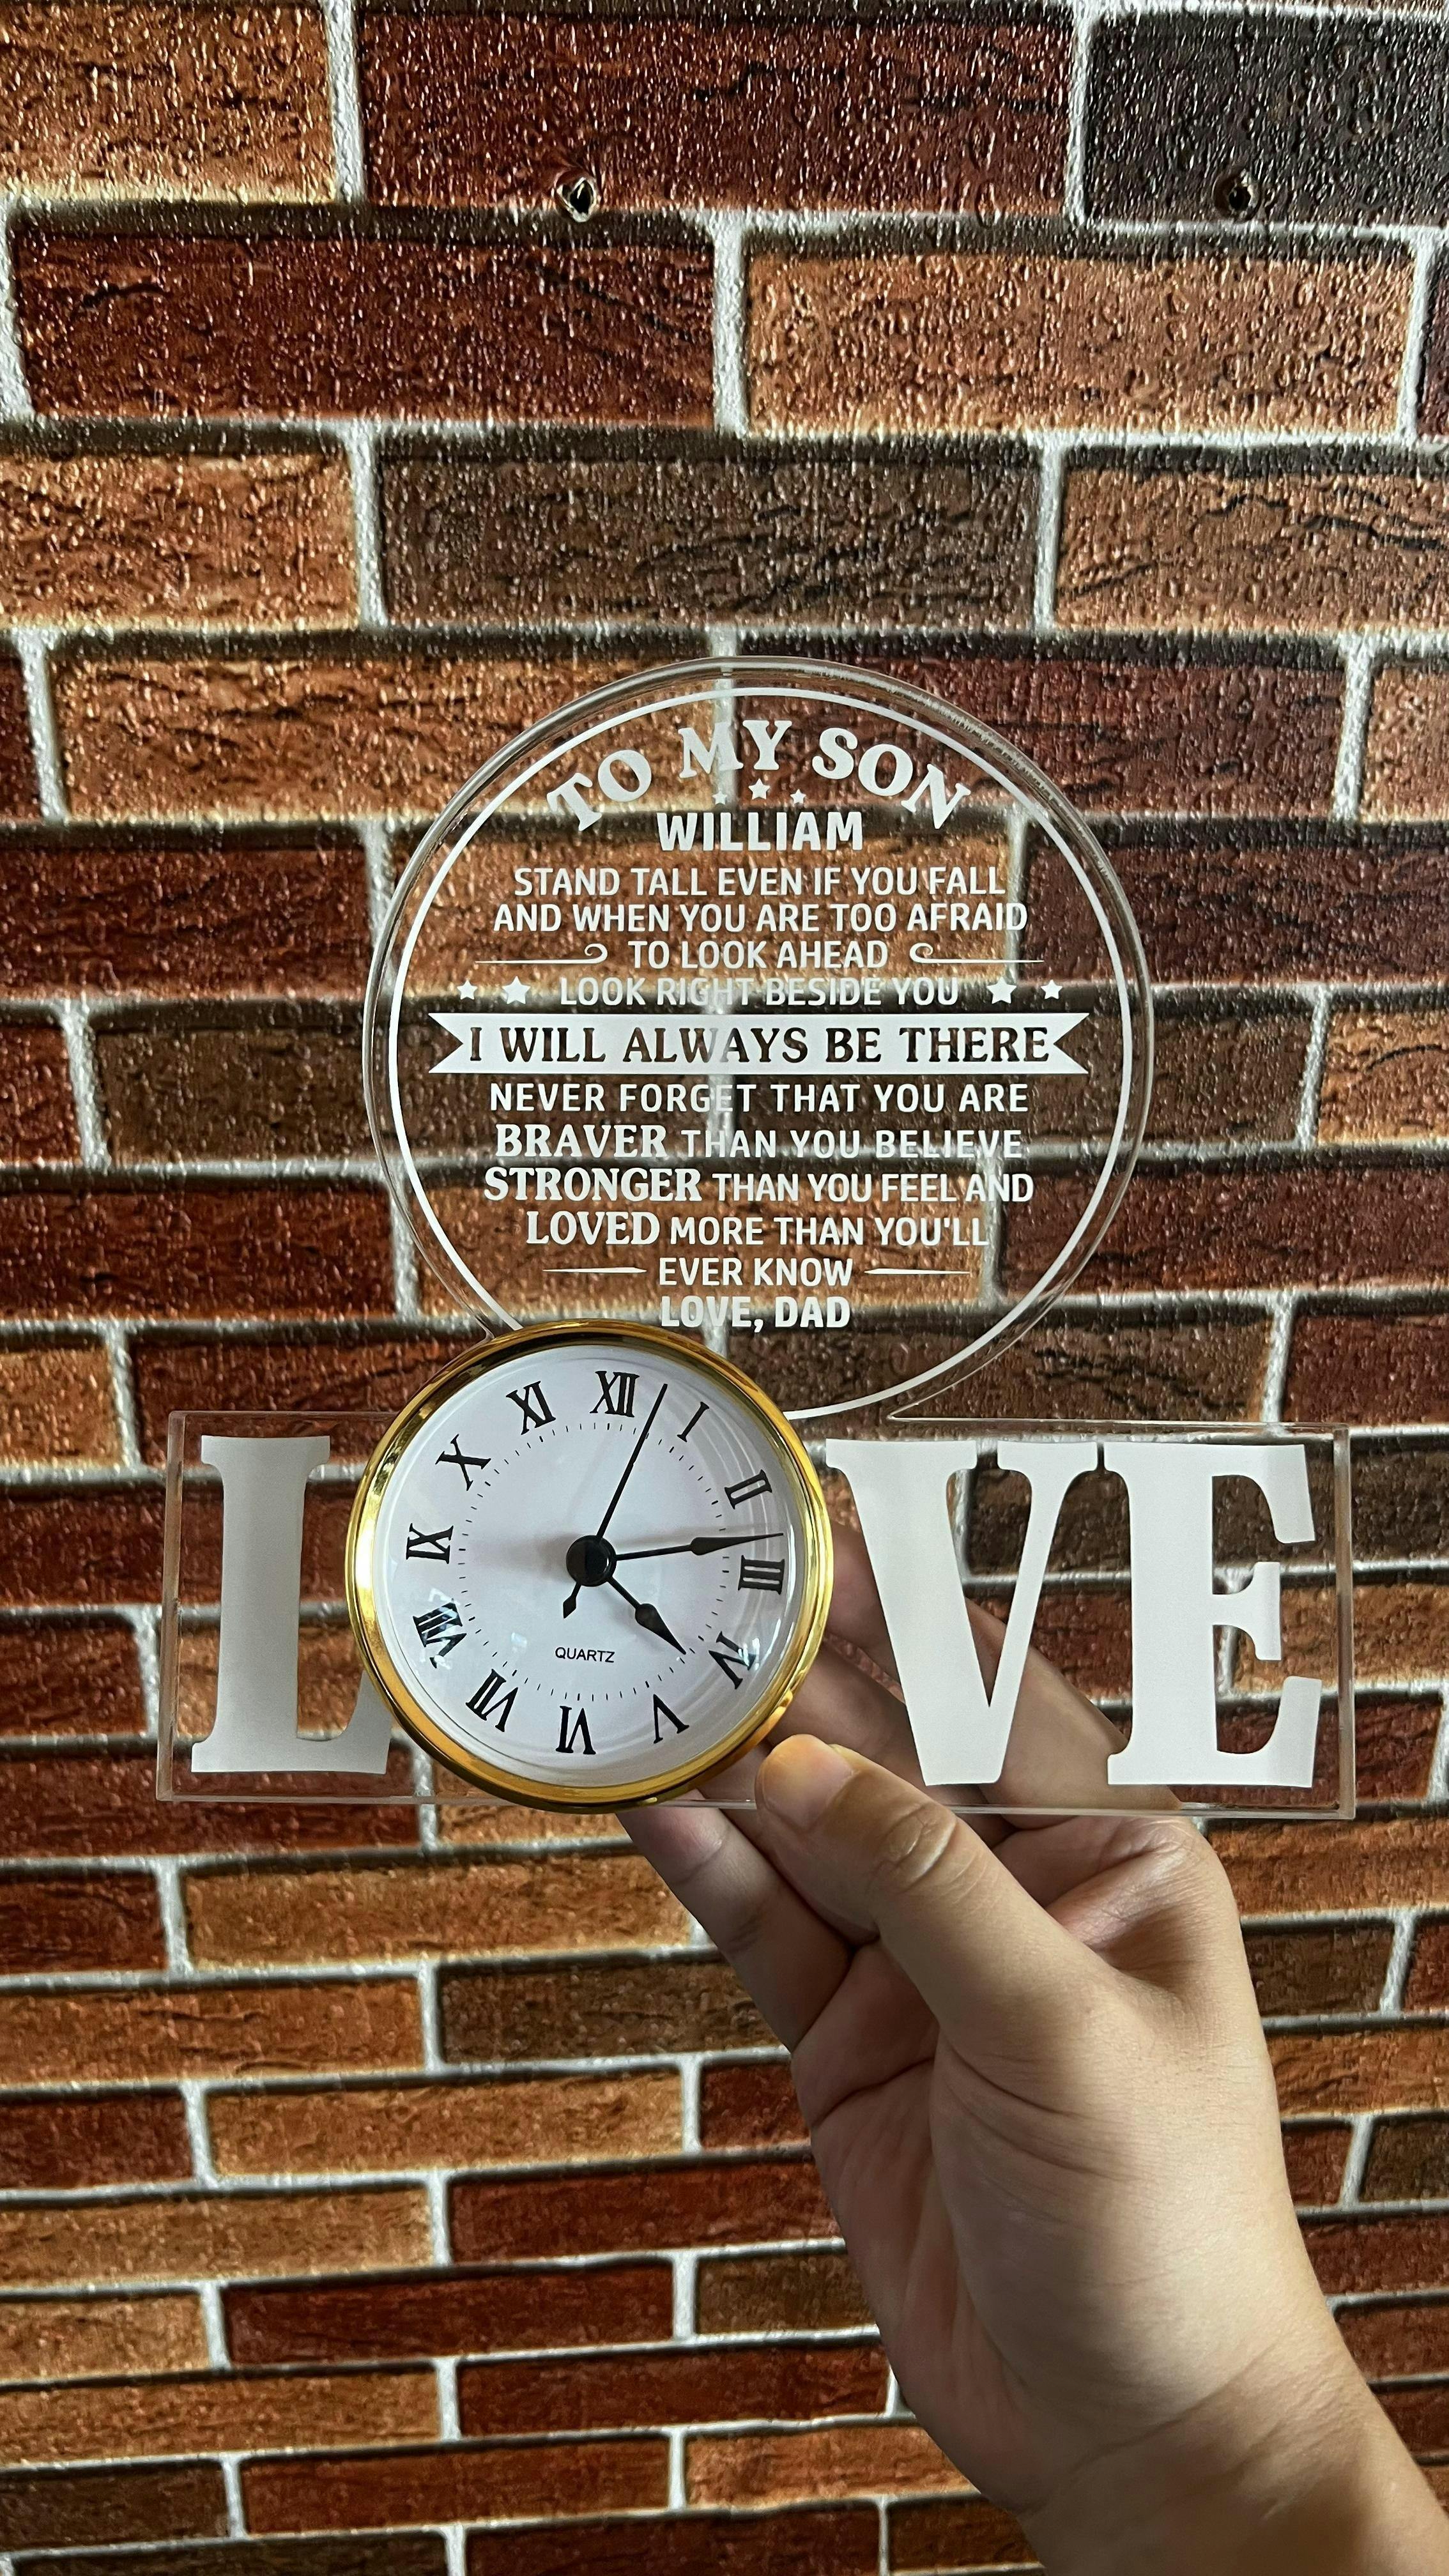 TO MY SON
WILLIAM
STAND TALL EVEN IF YOU FALL
AND WHEN YOU ARE TOO AFRAID
TO LOOK AHEAD
LOOK RIGHT BESIDE YOU
I WILL ALWAYS BE THERE
NEVER FORGET THAT YOU ARE
BRAVER THAN YOU BELIEVE
STRONGER THAN YOU FEEL AND
LOVED MORE THAN YOU'LL
EVER KNOW
LOVE, DAD
L VE
XII
I
II
III
IV
V
VI
VII
VIII
IX
X
XI
QUARTZ